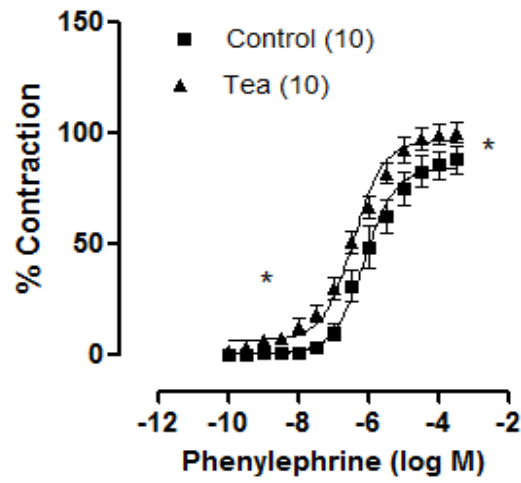 150
Control (10)
Tea (10)
100
*
% Contraction
50
*
0
-12 -10 -8 -6 -4 -2
Phenylephrine (log M)